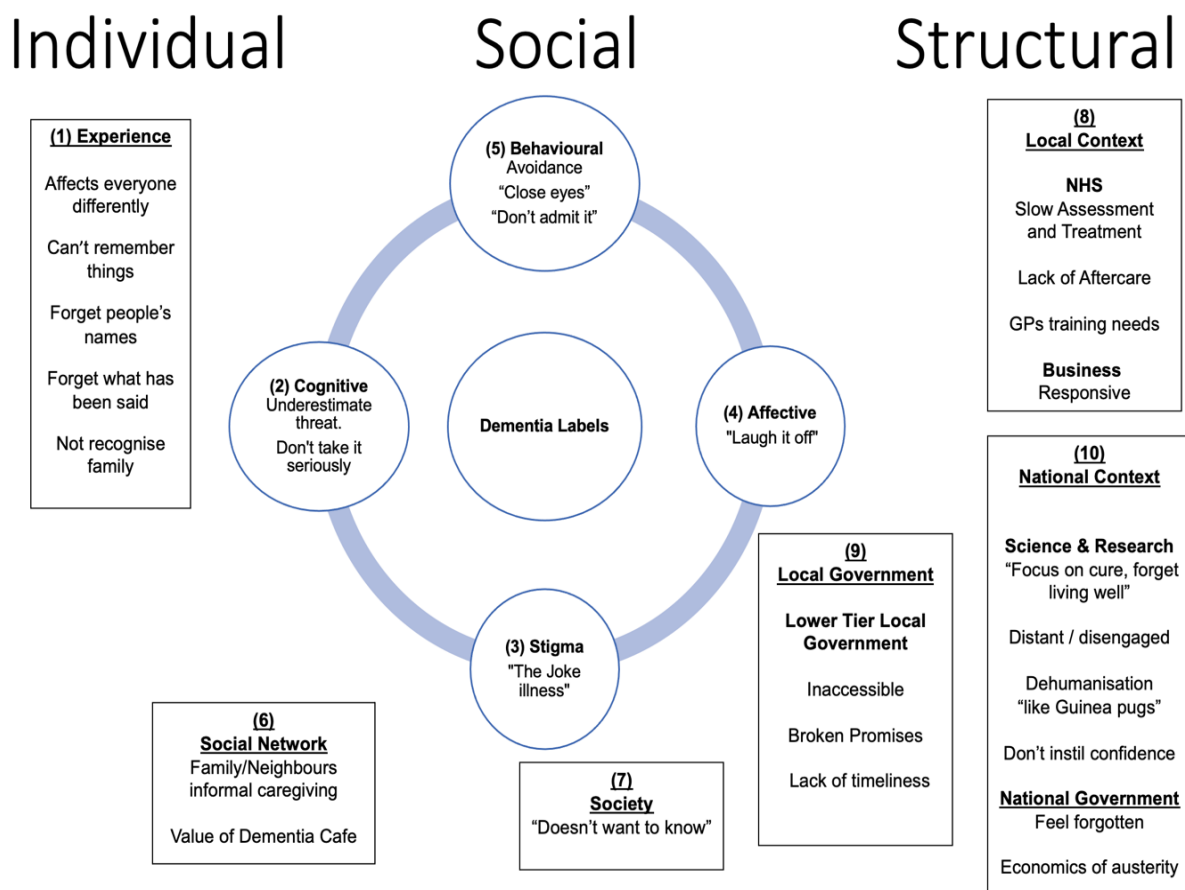 Individual
Social
Structural
(1) Experience
Affects everyone
differently
Can't remember
things
Forget people's
names
Forget what has
been said
Not recognise
family
(5) Behavioural
Avoidance
“Close eyes”
“Don’t admit it”
(2) Cognitive
Underestimate
threat.
Don't take it
seriously
Dementia Labels
(4) Affective
"Laugh it off"
(3) Stigma
"The Joke
illness"
(6)
Social Network
Family/Neighbours
informal caregiving
Value of Dementia Cafe
(7)
Society
“Doesn’t want to know”
(8)
Local Context
NHS
Slow Assessment
and Treatment
Lack of Aftercare
GPs training needs
Business
Responsive
(9)
Local Government
Lower Tier Local
Government
Inaccessible
Broken Promises
Lack of timeliness
(10)
National Context
Science & Research
“Focus on cure, forget
living well”
Distant / disengaged
Dehumanisation
“like Guinea pugs”
Don’t instil confidence
National Government
Feel forgotten
Economics of austerity